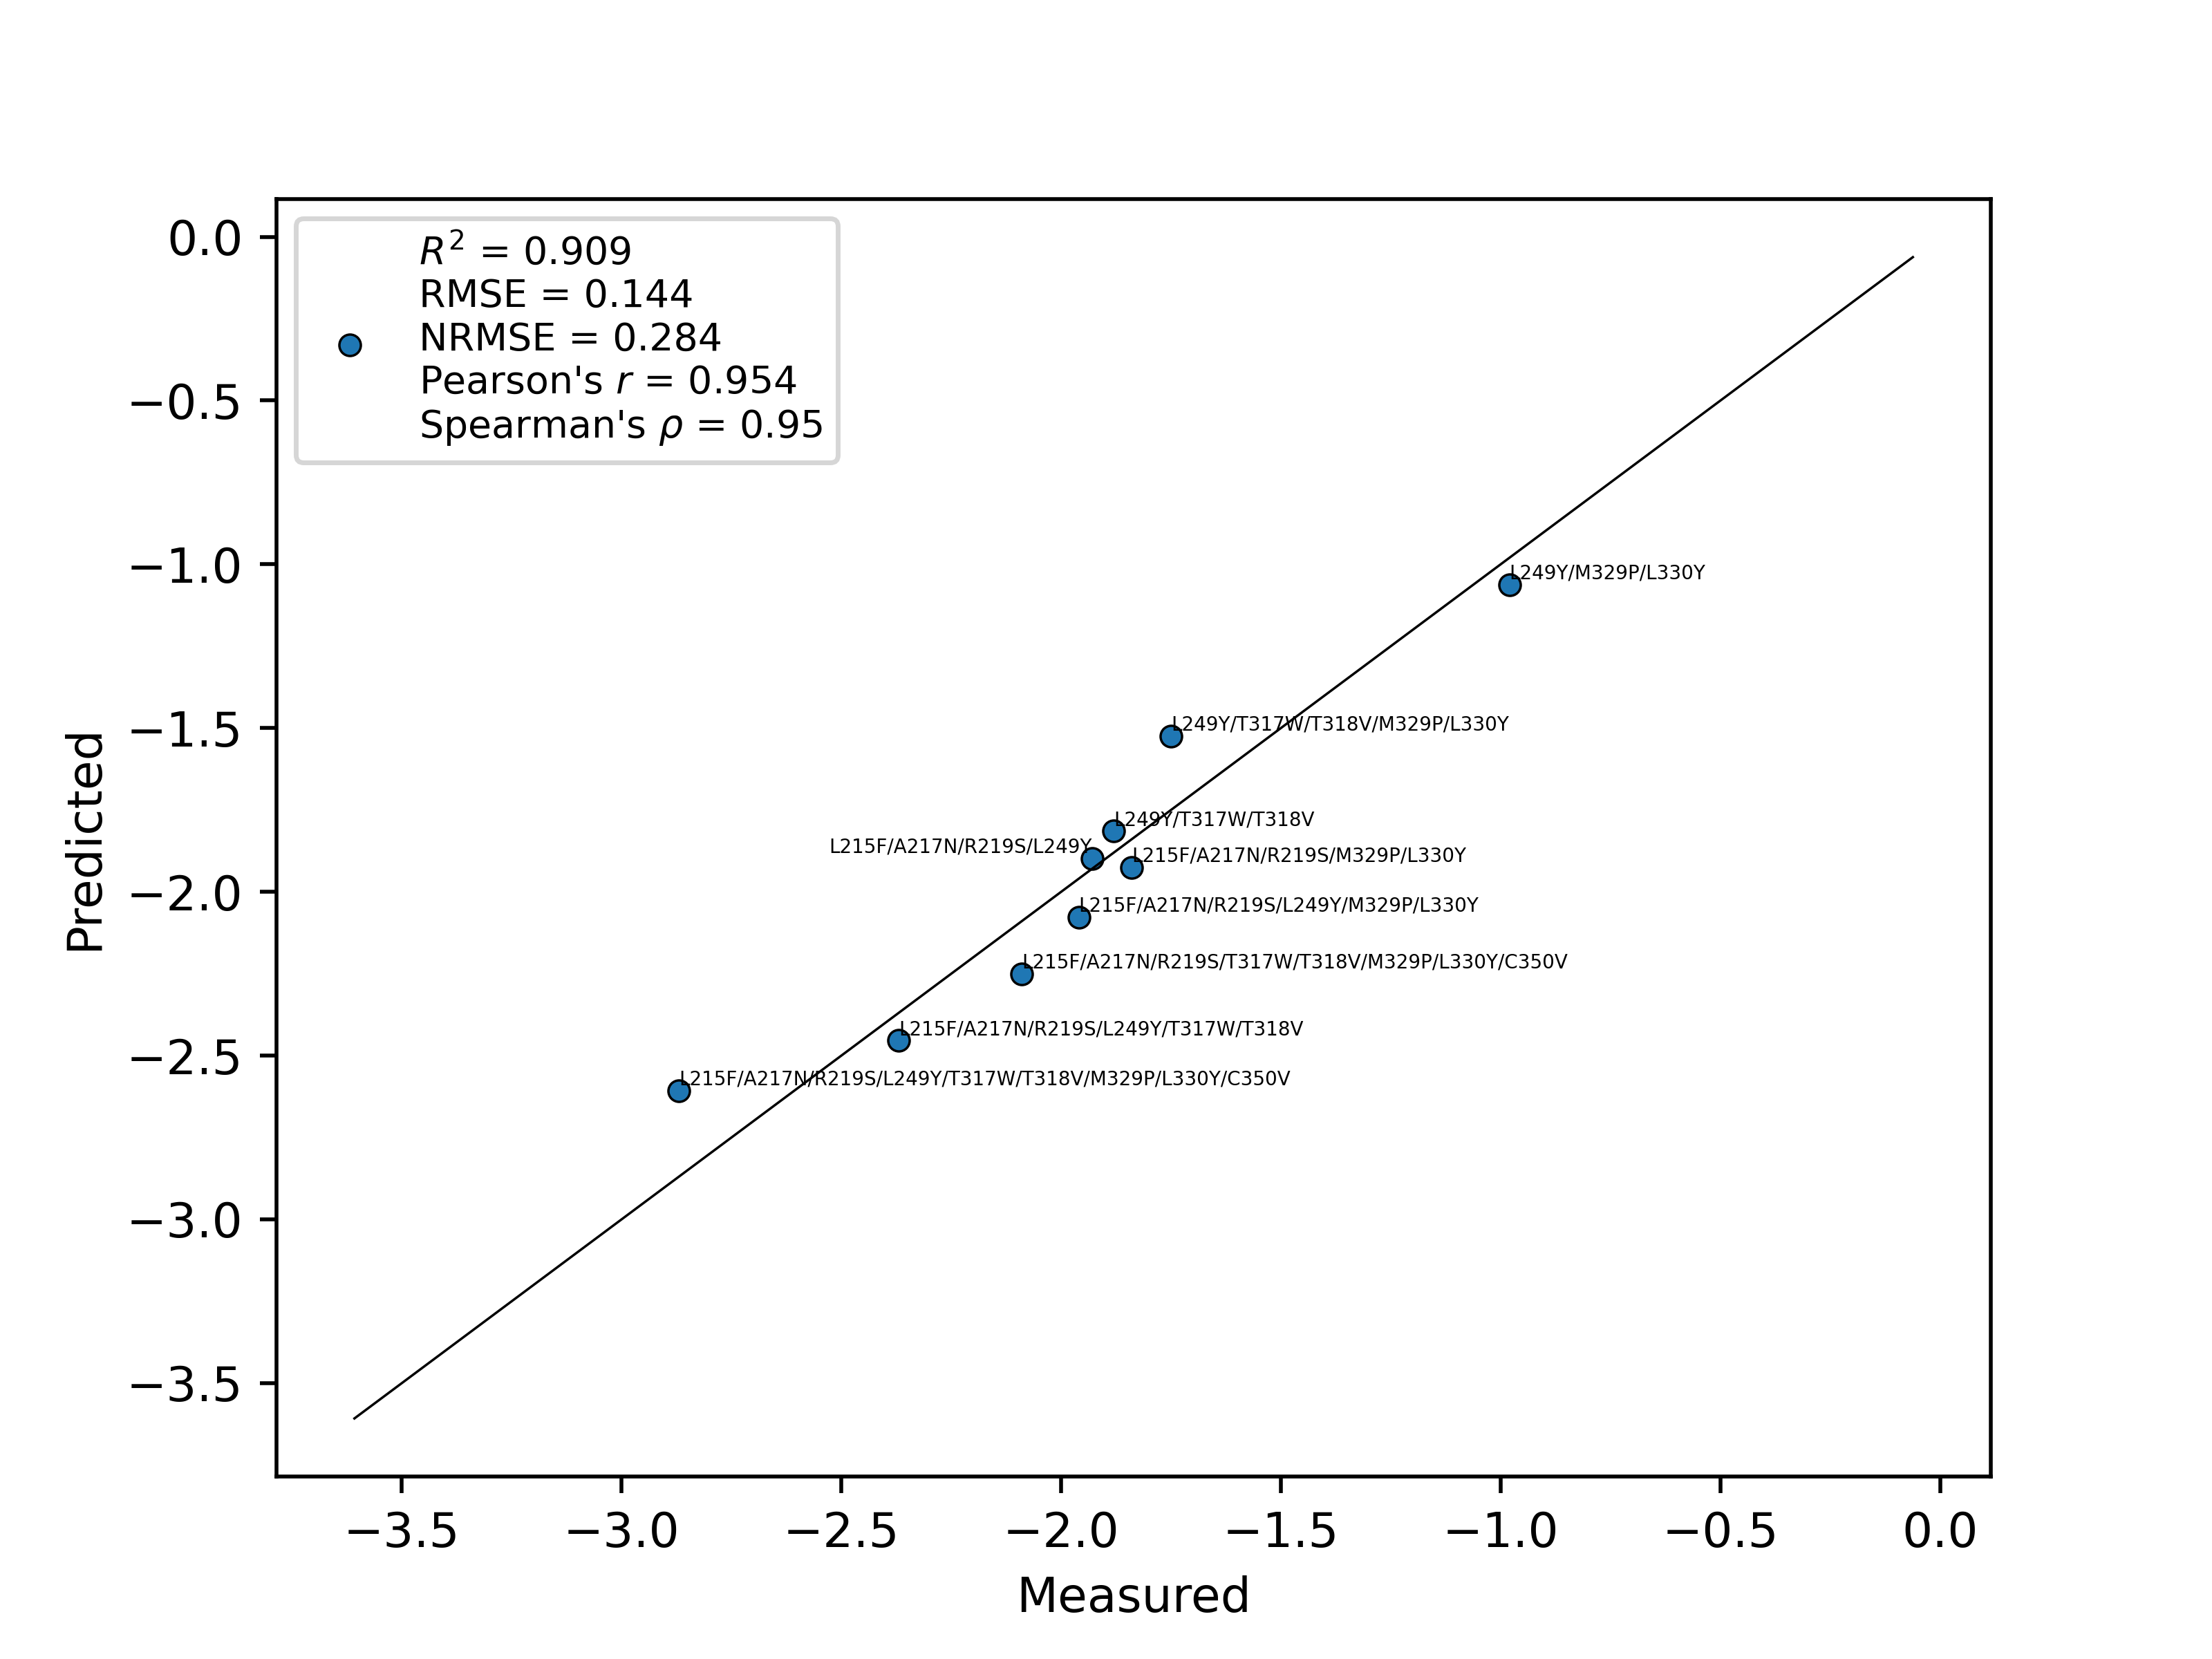 R² = 0.909
RMSE = 0.144
NRMSE = 0.284
Pearson's r = 0.954
Spearman's ρ = 0.95
0.0
−0.5
−1.0
−1.5
−2.0
−2.5
−3.0
−3.5
Predicted
L249Y/M329P/L330Y
L249Y/T317W/T318V/M329P/L330Y
L249Y/T317W/T318V
L215F/A217N/R219S/L249Y
L215F/A217N/R219S/M329P/L330Y
L215F/A217N/R219S/L249Y/M329P/L330Y
L215F/A217N/R219S/T317W/T318V/M329P/L330Y/C350V
L215F/A217N/R219S/L249Y/T317W/T318V
L215F/A217N/R219S/L249Y/T317W/T318V/M329P/L330Y/C350V
−3.5 −3.0 −2.5 −2.0 −1.5 −1.0 −0.5 0.0
Measured